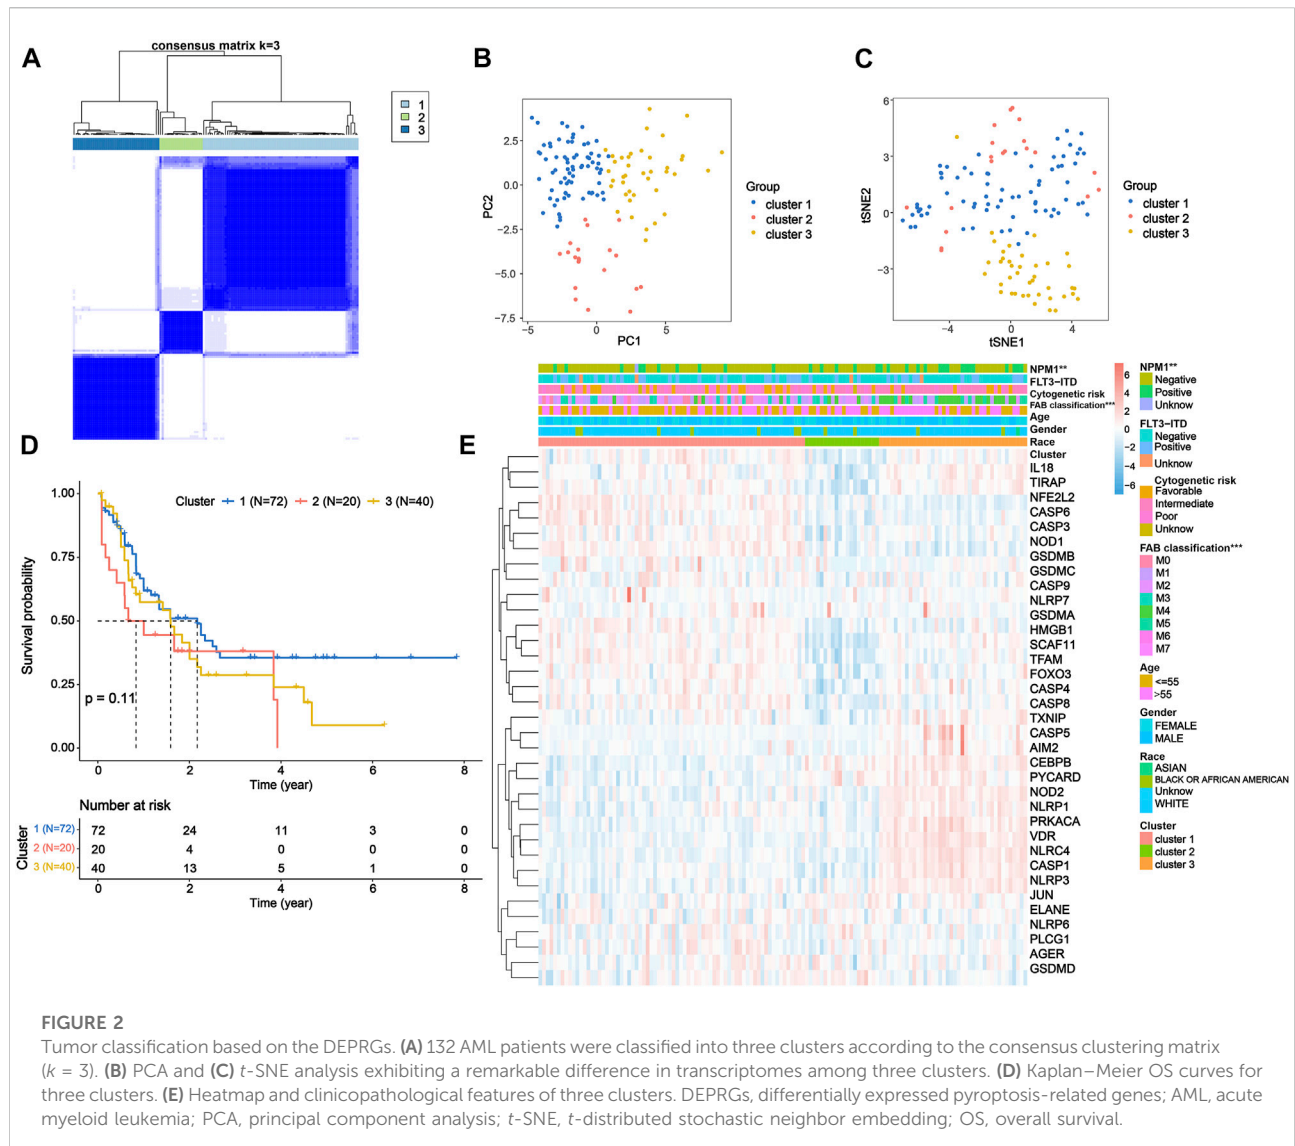 A
consensus matrix k=3
1
2
3
B
PC2
2.5
0.0
−2.5
−5.0
−7.5
−5
0
5
PC1
Group
cluster 1
cluster 2
cluster 3
C
tSNE2
6
3
0
−3
−4
0
4
tSNE1
Group
cluster 1
cluster 2
cluster 3
D
Cluster
1 (N=72)
2 (N=20)
3 (N=40)
Survival probability
1.00
0.75
0.50
0.25
0.00
p = 0.11
0
2
4
6
8
Time (year)
Number at risk
Cluster
1 (N=72) 72 24 11 3 0
2 (N=20) 20 4 0 0 0
3 (N=40) 40 13 5 1 0
0 2 4 6 8
Time (year)
E
NPM1**
FLT3−ITD
Cytogenetic risk
FAB classification***
Age
Gender
Race
Cluster
IL18
TIRAP
NFE2L2
CASP6
CASP3
NOD1
GSDMB
GSDMC
CASP9
NLRP7
GSDMA
HMGB1
SCAF11
TFAM
FOXO3
CASP4
CASP8
TXNIP
CASP5
AIM2
CEBPB
PYCARD
NOD2
NLRP1
PRKACA
VDR
NLRC4
CASP1
NLRP3
JUN
ELANE
NLRP6
PLCG1
AGER
GSDMD
6
4
2
0
−2
−4
−6
NPM1**
Negative
Positive
Unknow
FLT3−ITD
Negative
Positive
Unknow
Cytogenetic risk
Favorable
Intermediate
Poor
Unknow
FAB classification***
M0
M1
M2
M3
M4
M5
M6
M7
Age
<=55
>55
Gender
FEMALE
MALE
Race
ASIAN
BLACK OR AFRICAN AMERICAN
Unknow
WHITE
Cluster
cluster 1
cluster 2
cluster 3
FIGURE 2
Tumor classification based on the DEPRGs. (A) 132 AML patients were classified into three clusters according to the consensus clustering matrix
(k = 3). (B) PCA and (C) t-SNE analysis exhibiting a remarkable difference in transcriptomes among three clusters. (D) Kaplan–Meier OS curves for
three clusters. (E) Heatmap and clinicopathological features of three clusters. DEPRGs, differentially expressed pyroptosis-related genes; AML, acute
myeloid leukemia; PCA, principal component analysis; t-SNE, t-distributed stochastic neighbor embedding; OS, overall survival.